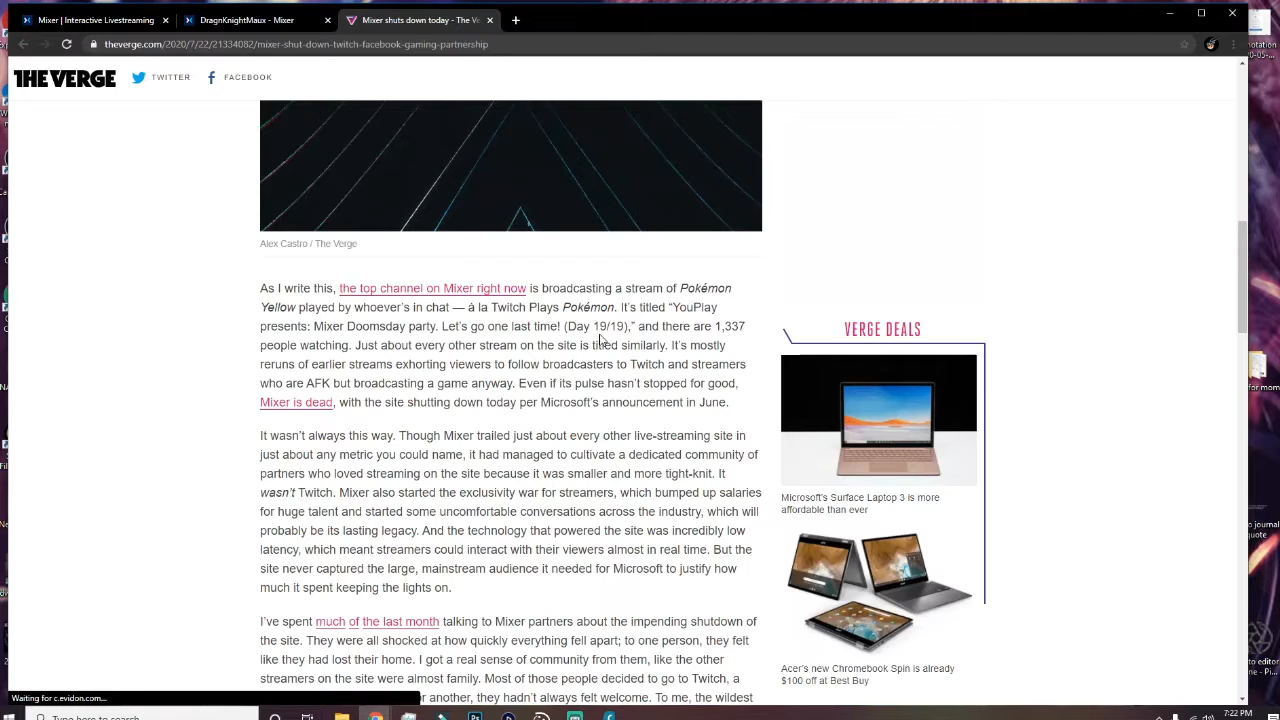 Mixer | Interactive Livestreaming
DragnKnightMaux - Mixer
Mixer shuts down today - The Ve
theverge.com/2020/7/22/21334082/mixer-shut-down-twitch-facebook-gaming-partnership
THE VERGE
TWITTER
FACEBOOK
Alex Castro / The Verge
As I write this, the top channel on Mixer right now is broadcasting a stream of Pokémon
Yellow played by whoever's in chat — à la Twitch Plays Pokémon. It's titled “YouPlay
presents: Mixer Doomsday party. Let's go one last time! (Day 19/19),” and there are 1,337
people watching. Just about every other stream on the site is titled similarly. It's mostly
reruns of earlier streams exhorting viewers to follow broadcasters to Twitch and streamers
who are AFK but broadcasting a game anyway. Even if its pulse hasn't stopped for good,
Mixer is dead, with the site shutting down today per Microsoft's announcement in June.
It wasn't always this way. Though Mixer trailed just about every other live-streaming site in
just about any metric you could name, it had managed to cultivate a dedicated community of
partners who loved streaming on the site because it was smaller and more tight-knit. It
wasn't Twitch. Mixer also started the exclusivity war for streamers, which bumped up salaries
for huge talent and started some uncomfortable conversations across the industry, which will
probably be its lasting legacy. And the technology that powered the site was incredibly low
latency, which meant streamers could interact with their viewers almost in real time. But the
site never captured the large, mainstream audience it needed for Microsoft to justify how
much it spent keeping the lights on.
I've spent much of the last month talking to Mixer partners about the impending shutdown of
the site. They were all shocked at how quickly everything fell apart; to one person, they felt
like they had lost their home. I got a real sense of community from them, like the other
streamers on the site were almost family. Most of those people decided to go to Twitch, a
or another, they hadn't always felt welcome. To me, the wildest
VERGE DEALS
Microsoft's Surface Laptop 3 is more
affordable than ever
Acer's new Chromebook Spin is already
$100 off at Best Buy
Waiting for c.evidon.com...
Type here to search
7:22 PM
notation
for mom
journal
quote
to editor